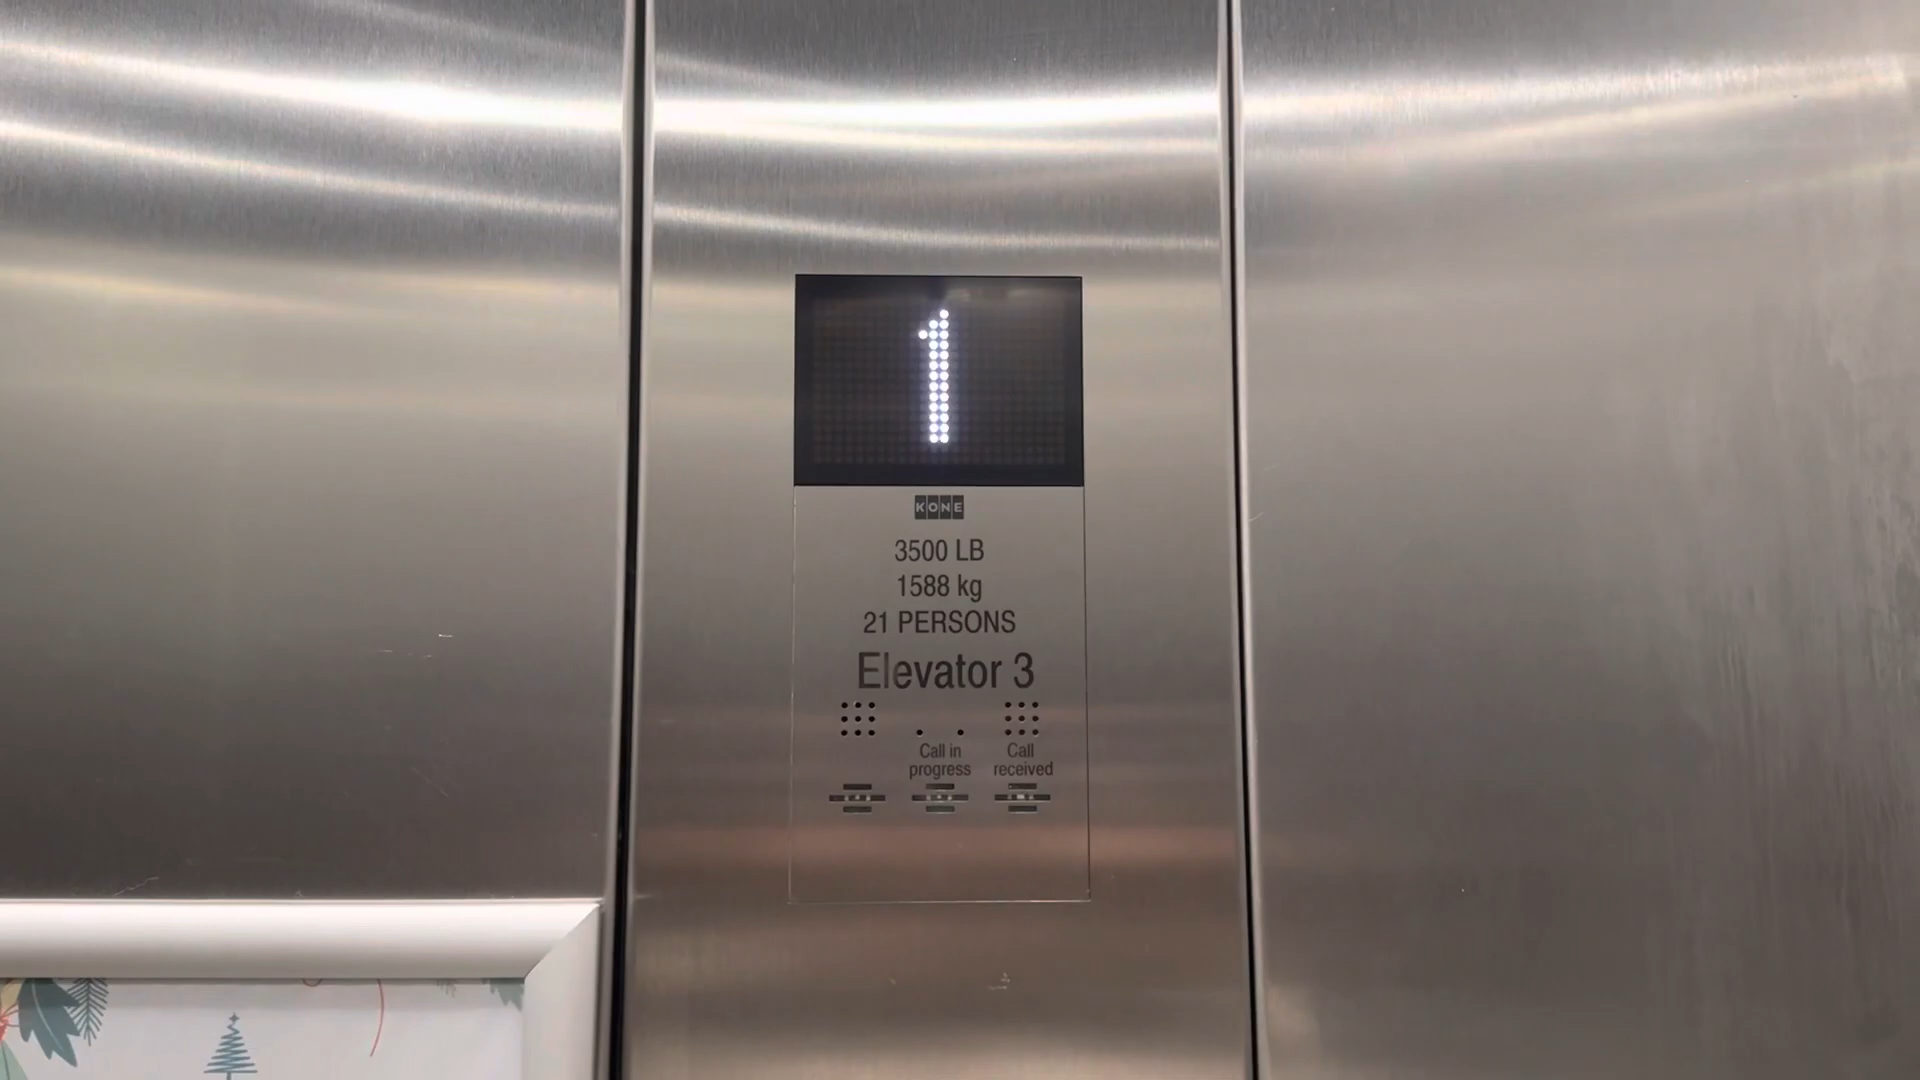 1
KONE
3500 LB
1588 kg
21 PERSONS
Elevator 3
Call in
progress
Call
received